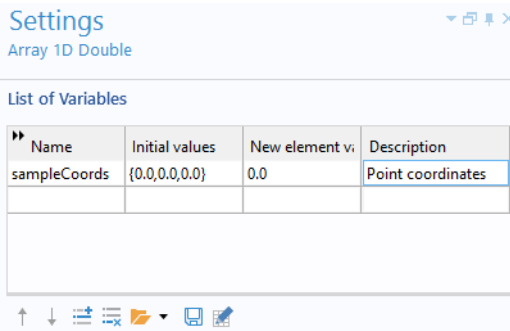 Settings
Array 1D Double
List of Variables
Name Initial values New element va Description
sampleCoords {0.0,0.0,0.0} 0.0 Point coordinates